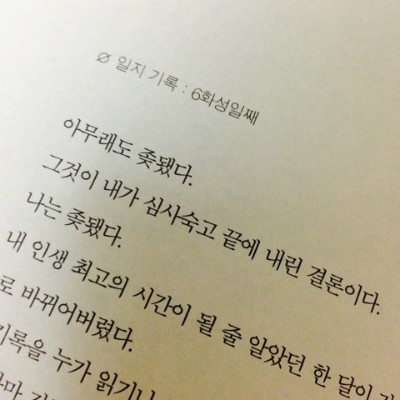 Ø 일지 기록 : 6화성일째
아무래도 좆됐다.
그것이 내가 심사숙고 끝에 내린 결론이다.
나는 좆됐다.
내 인생 최고의 시간이 될 줄 알았던 한 달이
로 바뀌어버렸다.
기록을 누가 읽기나